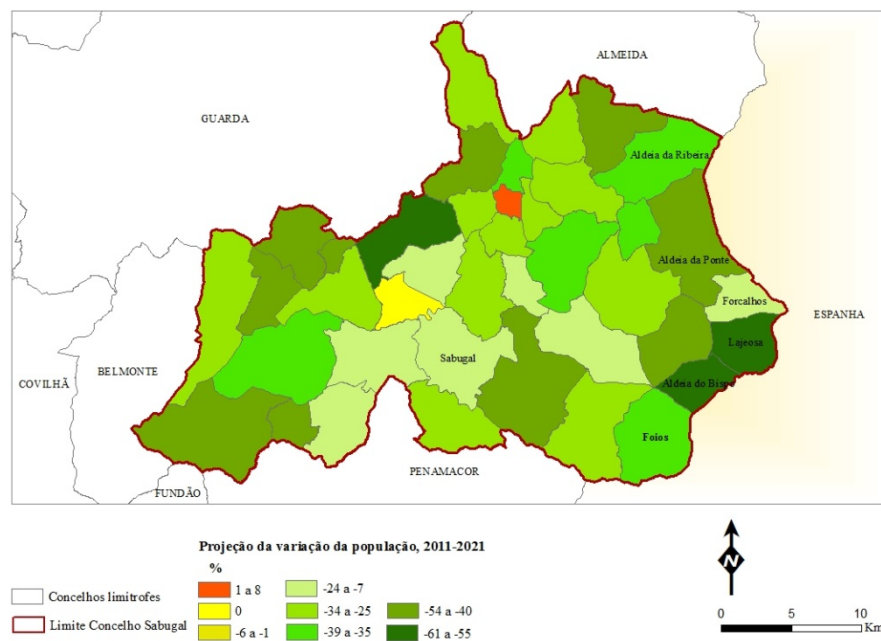 ALMEIDA
GUARDA
Aldeia da Ribeira
Aldeia da Ponte
Forcalhos
ESPANHA
Lajeosa
Sabugal
BELMONTE
COVILHÃ
Aldeia do Bispo
Foios
PENAMACOR
FUNDÃO
Projeção da variação da população, 2011-2021
%
Concelhos limitrofes
Limite Concelho Sabugal
1 a 8
0
-6 a -1
-24 a -7
-34 a -25
-39 a -35
-54 a -40
-61 a -55
N
0 5 10
Km